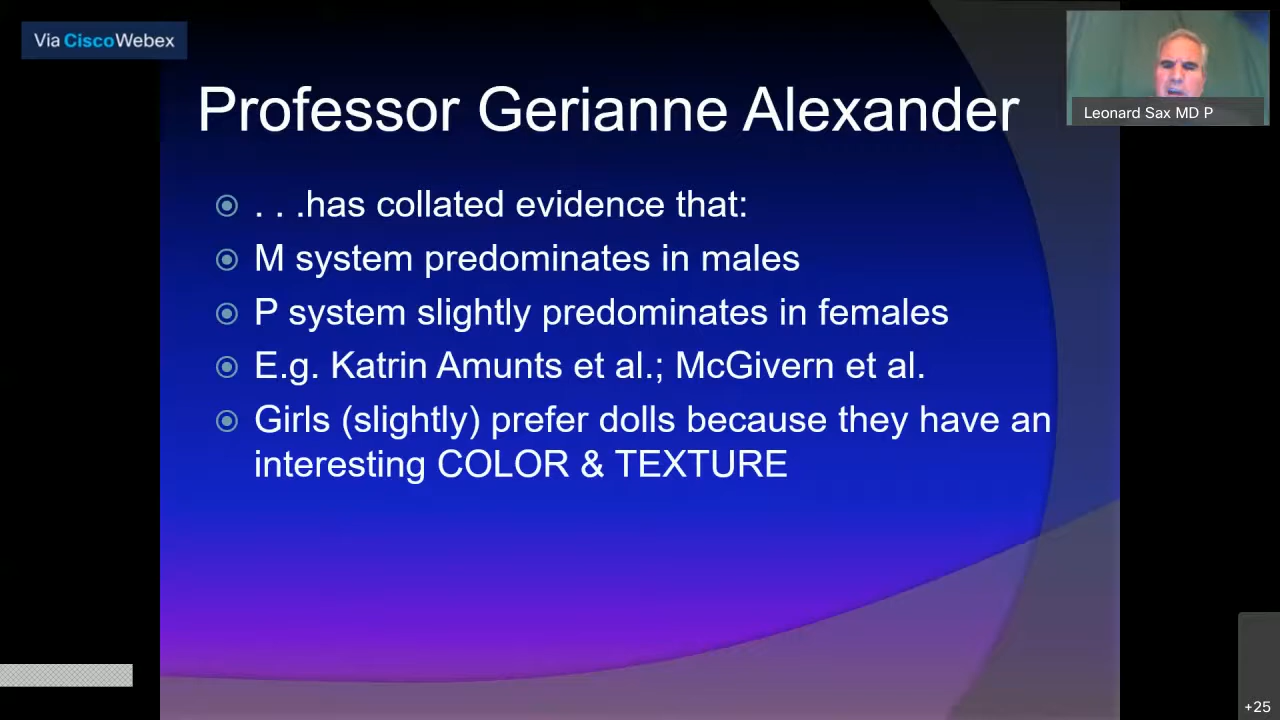 Via CiscoWebex
Leonard Sax MD P
Professor Gerianne Alexander
. . .has collated evidence that:
M system predominates in males
P system slightly predominates in females
E.g. Katrin Amunts et al.; McGivern et al.
Girls (slightly) prefer dolls because they have an
interesting COLOR & TEXTURE
+25